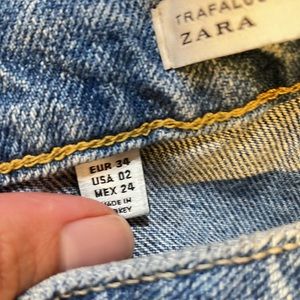 TRAFALUC
ZARA
EUR 34
USA 02
MEX 24
MADE IN